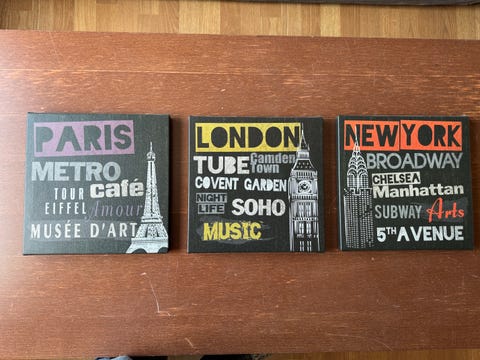 PARIS
METRO
café
TOUR
EIFFEL Amour
MUSÉE D'ART
LONDON
TUBE Camden Town
COVENT GARDEN
NIGHT LIFE SOHO
MUSIC
NEW YORK
BROADWAY
CHELSEA
Manhattan
SUBWAY Arts
5TH AVENUE